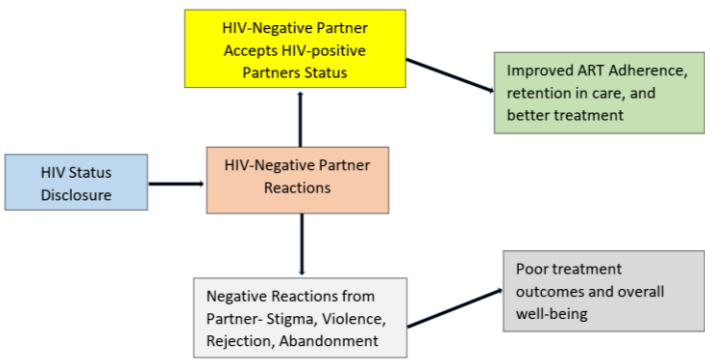 HIV-Negative Partner
Accepts HIV-positive
Partners Status
Improved ART Adherence,
retention in care, and
better treatment
HIV Status
Disclosure
HIV-Negative Partner
Reactions
Negative Reactions from
Partner- Stigma, Violence,
Rejection, Abandonment
Poor treatment
outcomes and overall
well-being